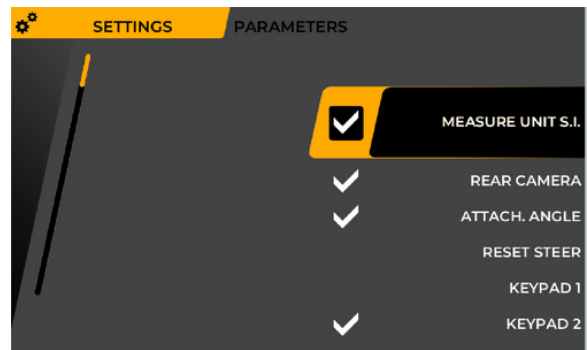 SETTINGS PARAMETERS
MEASURE UNIT S.I.
REAR CAMERA
ATTACH. ANGLE
RESET STEER
KEYPAD 1
KEYPAD 2